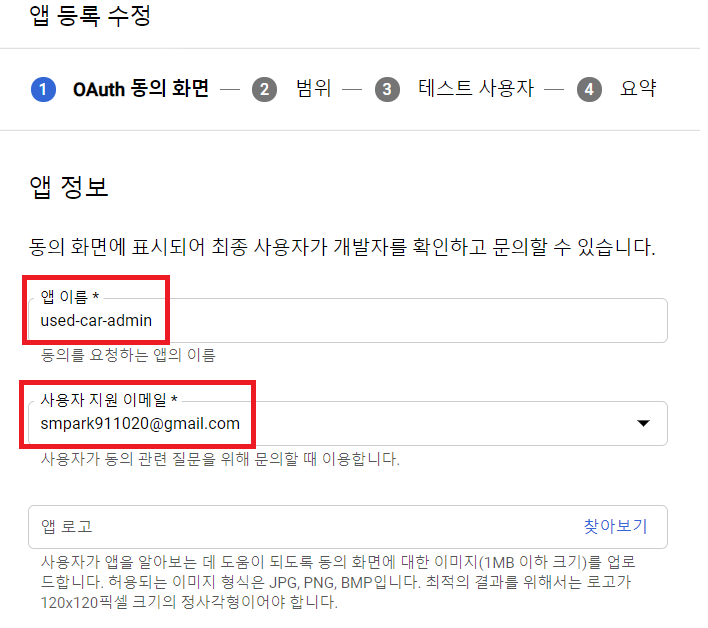 앱 등록 수정
1 OAuth 동의 화면 — 2 범위 — 3 테스트 사용자 — 4 요약
앱 정보
동의 화면에 표시되어 최종 사용자가 개발자를 확인하고 문의할 수 있습니다.
앱 이름 *
used-car-admin
동의를 요청하는 앱의 이름
사용자 지원 이메일 *
smpark911020@gmail.com
사용자가 동의 관련 질문을 위해 문의할 때 이용합니다.
앱 로고 찾아보기
사용자가 앱을 알아보는 데 도움이 되도록 동의 화면에 대한 이미지(1MB 이하 크기)를 업로
드합니다. 허용되는 이미지 형식은 JPG, PNG, BMP입니다. 최적의 결과를 위해서는 로고가
120x120픽셀 크기의 정사각형이어야 합니다.